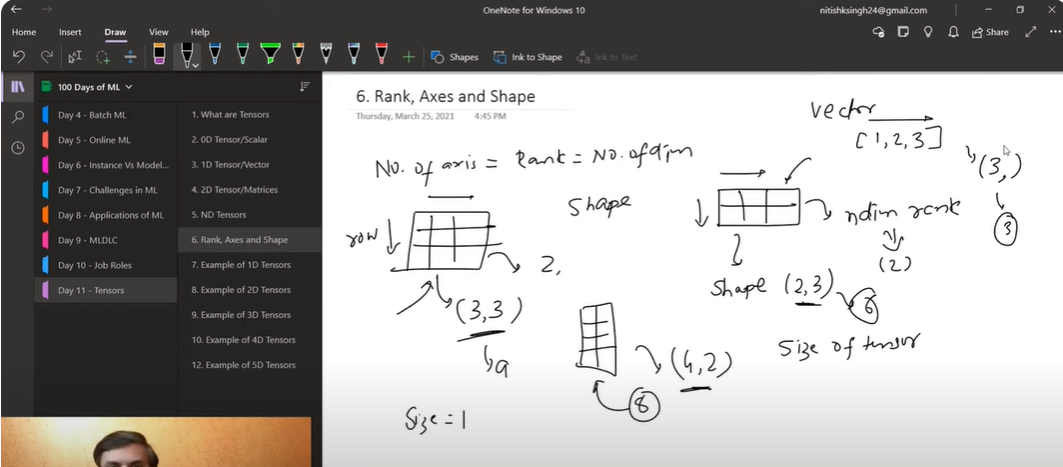 OneNote for Windows 10
nitishksingh24@gmail.com
Home Insert Draw View Help
Share
Shapes Ink to Shape Ink to Text
100 Days of ML
Day 4 - Batch ML
Day 5 - Online ML
Day 6 - Instance Vs Model...
Day 7 - Challenges in ML
Day 8 - Applications of ML
Day 9 - MLDLC
Day 10 - Job Roles
Day 11 - Tensors
1. What are Tensors
2. 0D Tensor/Scalar
3. 1D Tensor/Vector
4. 2D Tensor/Matrices
5. ND Tensors
6. Rank, Axes and Shape
7. Example of 1D Tensors
8. Example of 2D Tensors
9. Example of 3D Tensors
10. Example of 4D Tensors
12. Example of 5D Tensors
6. Rank, Axes and Shape
Thursday, March 25, 2021 4:45 PM
No. of axis = Rank = No. of dim
vector
[1,2,3]
(3,)
3
shape
row
2,
(3,3)
9
ndim rank
(2)
shape (2,3)
6
size of tensor
(4,2)
8
Size = 1